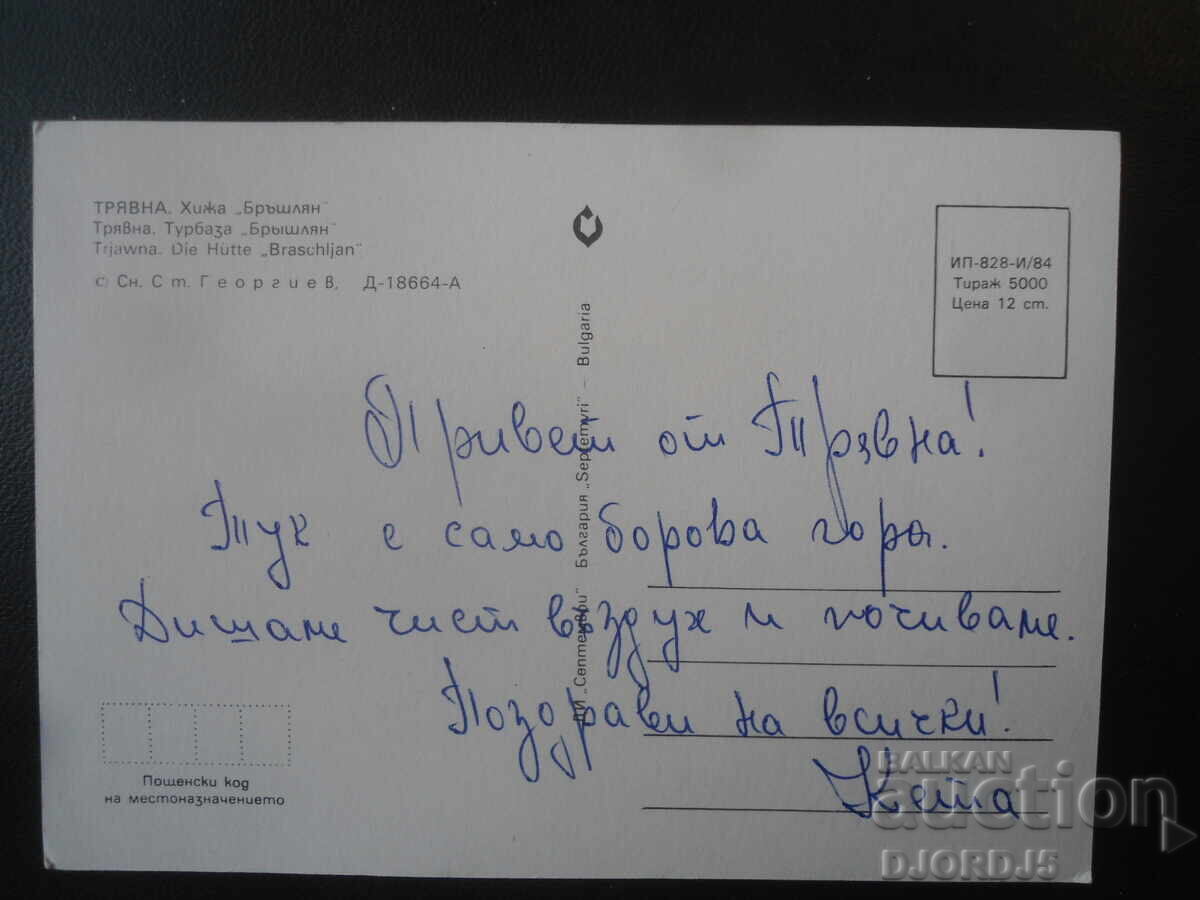 ТРЯВНА. Хижа „Бръшлян"
Трявна. Турбаза „Брышлян"
Trjawna. Die Hütte „Braschljan"
© Сн. Ст. Георгиев, Д-18664-А
ИП-828-И/84
Тираж 5000
Цена 12 ст.
ДИ „Септември" България „Septemvri" – Bulgaria
Привет от Трявна!
Тук е само борова гора.
Дишаме чист въздух и почиваме.
Поздрави на всички!
Кета
Пощенски код
на местоназначението
BALKAN
auction
DJORDJ5